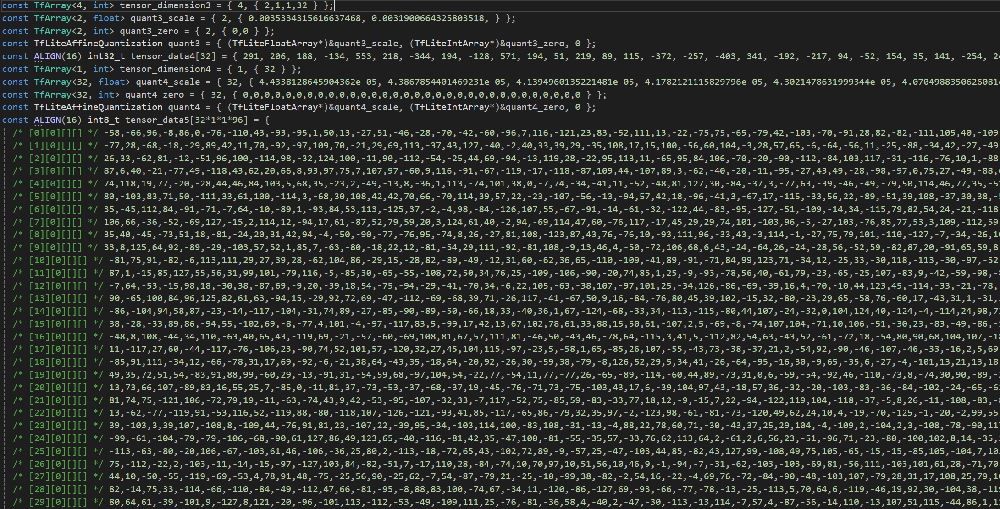 const TfArray<4, int> tensor_dimension3 = { 4, { 2,1,1,32 } };
const TfArray<2, float> quant3_scale = { 2, { 0.0035334315616637468, 0.0031900664325803518, } };
const TfArray<2, int> quant3_zero = { 2, { 0,0 } };
const TfLiteAffineQuantization quant3 = { (TfLiteFloatArray*)&quant3_scale, (TfLiteIntArray*)&quant3_zero, 0 };
const ALIGN(16) int32_t tensor_data4[32] = { 291, 206, 188, -134, 553, 218, -344, 194, -128, 571, 194, 51, 219, 89, 115, -372, -257, -403, 341, -192, -217, 94, -52, 154, 35, 141, -254,
const TfArray<1, int> tensor_dimension4 = { 1, { 32 } };
const TfArray<32, float> quant4_scale = { 32, { 4.4338128645904362e-05, 4.3867854401469231e-05, 4.1394960135221481e-05, 4.1782121115829796e-05, 4.3021478631999344e-05, 4.0704988350626081e
const TfArray<32, int> quant4_zero = { 32, { 0,0,0,0,0,0,0,0,0,0,0,0,0,0,0,0,0,0,0,0,0,0,0,0,0,0,0,0,0,0,0,0 } };
const TfLiteAffineQuantization quant4 = { (TfLiteFloatArray*)&quant4_scale, (TfLiteIntArray*)&quant4_zero, 0 };
const ALIGN(16) int8_t tensor_data5[32*1*1*96] = {
/* [0][0][][] */ -58,-66,96,-8,86,0,-76,-110,43,-93,-95,1,50,13,-27,51,-46,-28,-70,-42,-60,-96,7,116,-121,23,83,-52,111,13,-22,-75,75,-65,-79,42,-103,-70,-91,28,82,-82,-111,105,40,-109
/* [1][0][][] */ -77,28,-68,-18,-29,89,42,11,70,-92,-97,109,70,-21,29,69,113,-37,43,127,-40,-2,40,33,39,29,-35,108,17,15,100,-56,60,104,-3,28,57,65,-6,-64,-56,11,-25,-88,-34,42,-27,-49
/* [2][0][][] */ 26,33,-62,81,-12,-51,96,100,-114,98,-32,124,100,-11,90,-112,-54,-25,44,69,-94,-13,119,28,-22,95,113,11,-65,95,84,106,-70,-20,-90,-112,-84,103,117,-31,-116,-76,10,1,-88
/* [3][0][][] */ 87,6,40,-21,-77,49,-118,43,62,20,66,8,93,97,75,7,107,97,-60,9,116,-91,-67,-119,-17,-118,-87,109,44,-107,89,3,-62,-40,-20,-11,-95,-27,43,49,-28,-98,-97,0,75,27,-49,-88,
/* [4][0][][] */ 74,118,19,77,-20,-28,44,46,84,103,5,68,35,-23,2,-49,-13,8,-36,1,113,-74,101,38,0,-7,74,-34,-41,11,-52,-48,81,127,30,-84,-37,3,-77,63,-39,-46,-49,-79,50,114,46,77,35,
/* [5][0][][] */ 80,-103,83,71,50,-111,33,61,100,-114,3,-68,30,108,42,42,70,66,-70,114,39,57,22,-23,-107,-56,-13,-94,57,42,18,-96,-41,3,-67,17,-115,-33,56,22,-89,-51,39,108,-37,30,38,
/* [6][0][][] */ 35,-45,112,84,-91,-71,-7,64,-10,-89,1,-93,84,53,113,-125,37,-2,-4,98,-84,-126,107,55,-67,-91,-14,-61,-32,-122,44,-83,-95,-127,-51,-109,-14,34,-115,79,82,54,24,-21,-118
/* [7][0][][] */ 106,66,-36,-52,-69,127,-15,2,114,12,-94,17,61,-87,52,79,59,20,3,124,61,40,-2,94,-69,114,47,60,-76,117,-17,45,29,29,74,101,-103,96,-5,-27,103,-76,85,77,53,3,109,-112,59
/* [8][0][][] */ 35,40,-45,-73,51,18,-81,-24,20,31,42,94,-4,-50,-90,-77,-76,95,-74,8,26,-27,81,108,-123,87,43,76,-76,10,-93,111,96,-33,43,-3,114,-1,-27,75,79,101,-110,-127,-7,-34,-26,
/* [9][0][][] */ 33,8,125,64,92,-89,-29,-103,57,52,1,85,7,-63,-80,-18,22,12,-81,-54,29,111,-92,-81,108,-9,13,46,4,-50,-72,106,68,6,43,-24,-64,26,-24,-28,56,-52,59,-82,87,20,-91,65,59,8
/* [10][0][][] */ -81,75,91,-82,-6,113,111,29,27,39,28,-62,104,86,-29,15,-28,82,-89,-49,-12,31,60,-62,36,65,-110,-109,-41,89,-91,-71,84,99,123,71,-34,12,-25,33,-30,118,-113,-30,-97,-52
/* [11][0][][] */ 87,1,-15,85,127,55,56,31,99,101,-79,116,-5,-85,30,-65,-55,-108,72,50,34,76,25,-109,-106,-90,-20,74,85,1,25,-9,-93,-78,56,40,-61,79,-23,-65,-25,107,-83,9,-42,-59,-98,
/* [12][0][][] */ -7,64,-53,-15,98,18,-30,38,-87,69,-9,20,-39,18,54,-75,-94,-29,-41,-70,34,-6,22,105,-63,-38,107,-97,101,25,-34,126,-86,-69,-39,16,4,-70,-10,44,123,45,-114,-33,-21,-78,
/* [13][0][][] */ 90,-65,100,84,96,125,82,61,63,-94,15,-29,92,72,69,-47,-112,-69,-68,39,71,-26,117,-41,-67,50,9,16,-84,-76,80,45,39,102,-15,32,-80,-23,29,65,-58,76,-60,17,-43,31,1,-31,
/* [14][0][][] */ -86,-104,94,58,87,-23,-14,-117,-104,-31,74,89,-27,-85,-90,-89,-50,-66,18,33,-40,36,1,67,-124,-68,-33,34,-113,-115,-80,44,107,-24,-32,0,104,124,40,-124,-4,-114,24,98,
/* [15][0][][] */ 38,-28,-33,89,86,-94,55,-102,69,-8,-77,4,101,-4,-97,-117,83,5,-99,17,42,13,67,102,78,61,33,88,15,50,61,-107,2,5,-69,-8,-74,107,104,-71,10,106,-51,-30,23,-83,-49,-86,
/* [16][0][][] */ -48,8,108,-44,34,110,-63,40,65,43,-119,69,-21,-57,-60,-69,108,81,67,57,111,81,-46,50,-43,46,-78,64,-115,3,41,5,-112,82,54,63,-43,52,-61,-72,18,-54,80,90,68,104,107,
/* [17][0][][] */ 11,-117,27,60,-44,-117,-76,-106,23,-90,74,52,101,57,-120,32,27,45,104,115,-97,-23,5,-58,1,65,-85,26,107,-55,-43,73,-38,-37,21,2,-54,92,-90,-46,-107,-46,-33,-16,2,5,69
/* [18][0][][] */ -85,91,111,-34,12,-66,-78,31,17,69,-92,-6,-21,38,64,-43,35,-18,64,-20,92,-26,30,-59,38,-79,-8,126,52,29,5,34,41,-26,-64,-95,-16,30,-9,65,-35,6,-27,-4,-101,13,21,13,18
/* [19][0][][] */ 49,35,72,51,54,-83,91,88,99,-60,29,-13,-91,31,-54,59,68,-97,104,54,-22,77,-54,11,77,-77,26,-65,-89,-114,-60,44,89,-73,31,0,6,-59,-54,-92,46,-110,-73,8,-74,30,90,-89,
/* [20][0][][] */ 13,73,66,107,-89,83,16,55,25,7,-85,0,-11,81,37,-73,-53,-37,-68,-37,19,-45,-76,-71,73,-75,-103,43,17,6,-39,104,97,43,-18,57,36,-32,-20,-103,-83,-36,-84,-102,-24,-65,
/* [21][0][][] */ 81,74,75,-121,106,-72,79,19,-11,-63,-74,43,9,42,-53,-95,-107,-32,33,-7,117,-52,75,-85,59,-83,-33,77,18,12,-9,-15,7,22,-94,-122,119,104,-118,-37,-5,8,26,-11,-108,-83,
/* [22][0][][] */ 13,-62,-77,-119,91,-53,116,52,-119,88,-80,-118,107,-126,-121,-93,41,85,-117,-65,86,-79,32,35,97,-2,-123,98,-61,-81,-73,-120,49,62,24,10,4,-19,-70,-125,-1,-20,-2,99,55
/* [23][0][][] */ 39,-103,3,39,107,-108,8,-109,44,-76,91,81,23,-107,22,-39,95,-34,-103,114,100,-83,108,-31,-13,-4,88,22,78,60,71,-30,-43,37,25,29,104,-4,-109,2,-104,2,3,-108,-78,-90,
/* [24][0][][] */ -99,-61,-104,-79,-79,-106,-68,-90,61,127,86,49,123,65,-40,-116,-81,42,35,-47,100,-81,-55,-35,57,-33,76,62,113,64,2,-61,2,6,56,23,-51,-96,71,-23,-80,-100,102,8,14,-35,
/* [25][0][][] */ -113,-63,-80,-20,106,-67,-103,61,46,-106,-36,25,80,2,-113,-18,-72,65,43,-102,72,89,-9,-57,25,-47,-103,44,85,-82,43,127,99,-108,49,75,105,-65,-15,-15,-85,105,-104,7,
/* [26][0][][] */ 75,-112,-22,2,-103,-11,-14,-15,-97,-127,103,84,-82,-51,7,-17,110,28,-84,-74,10,70,97,10,51,56,10,46,9,-1,-94,-7,-31,-62,-103,-103,-69,81,-56,111,-103,101,61,28,-71,70
/* [27][0][][] */ 44,10,-50,-55,-119,-69,-53,4,78,91,48,-75,-25,56,90,-25,62,-7,54,-87,-79,21,-25,-10,-99,38,-82,-2,54,16,-22,-4,69,76,-72,-84,-90,-48,-103,107,-79,28,31,17,108,25,79,
/* [28][0][][] */ 82,-14,75,33,-114,-66,-110,-84,-49,-112,47,66,-81,-95,-8,88,83,100,-74,67,-34,11,-120,-86,-127,69,-93,-66,-77,-78,-13,-25,-113,5,70,64,6,-119,-46,19,92,30,-104,38,
/* [29][0][][] */ 80,64,61,-39,-101,9,-127,8,121,-20,-96,-101,113,-112,-53,-49,-109,111,25,-76,-81,-36,58,4,-40,2,-47,-30,-113,-13,114,-7,57,4,-87,-56,-14,110,-13,107,51,115,-44,86,1,